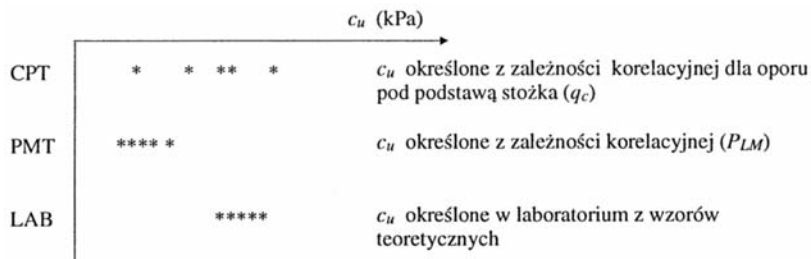 c_u (kPa)
CPT * * ** * c_u określone z zależności korelacyjnej dla oporu
pod podstawą stożka (q_c)
PMT **** * c_u określone z zależności korelacyjnej (P_LM)
LAB ***** c_u określone w laboratorium z wzorów
teoretycznych